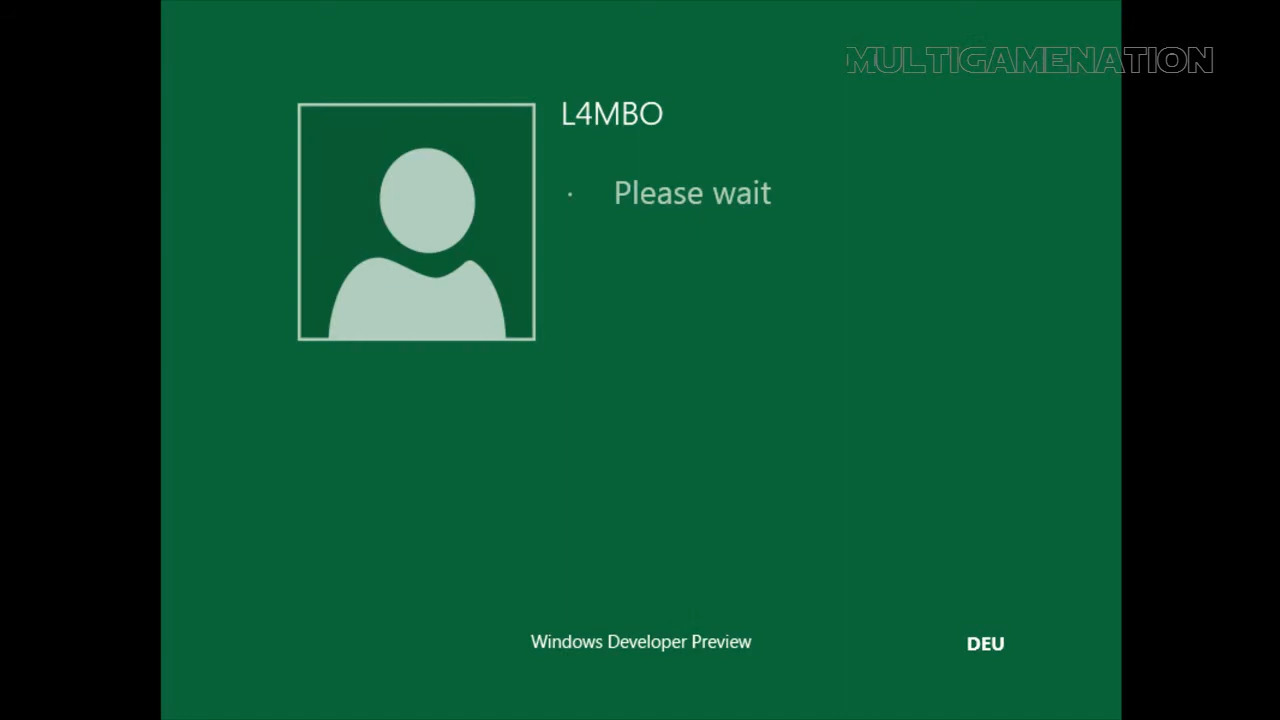 MULTIGAMENATION
L4MBO
Please wait
Windows Developer Preview
DEU